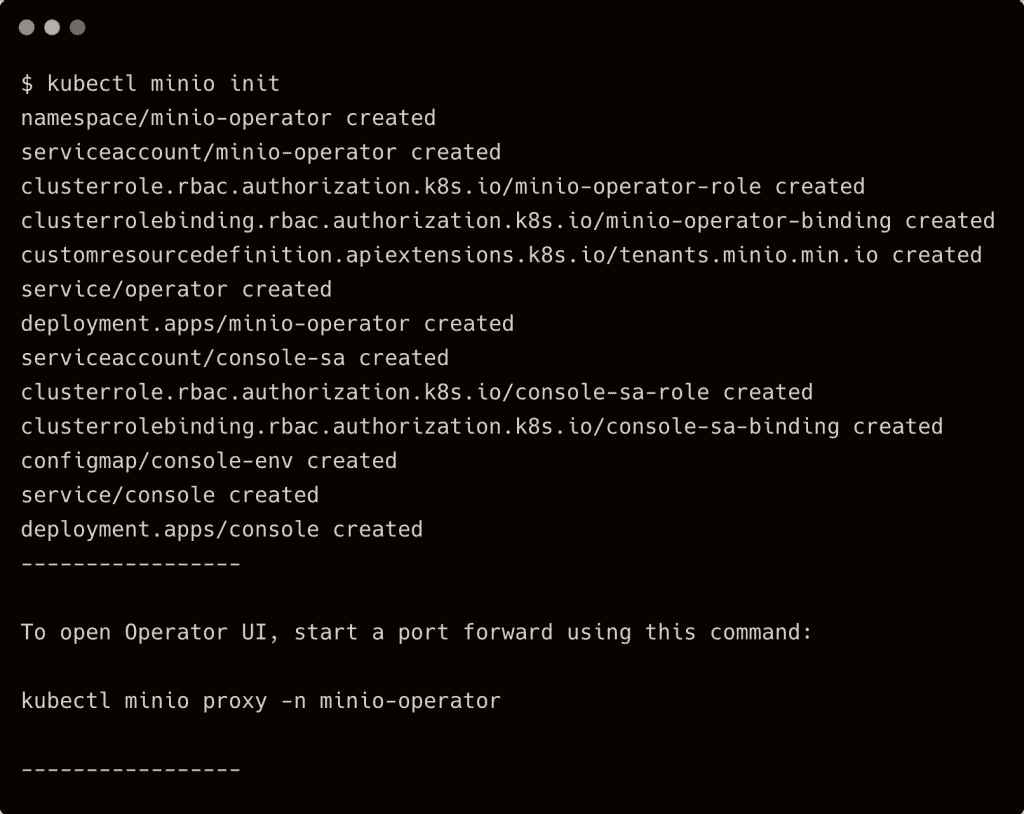 $ kubectl minio init
namespace/minio-operator created
serviceaccount/minio-operator created
clusterrole.rbac.authorization.k8s.io/minio-operator-role created
clusterrolebinding.rbac.authorization.k8s.io/minio-operator-binding created
customresourcedefinition.apiextensions.k8s.io/tenants.minio.min.io created
service/operator created
deployment.apps/minio-operator created
serviceaccount/console-sa created
clusterrole.rbac.authorization.k8s.io/console-sa-role created
clusterrolebinding.rbac.authorization.k8s.io/console-sa-binding created
configmap/console-env created
service/console created
deployment.apps/console created
-----------------
To open Operator UI, start a port forward using this command:
kubectl minio proxy -n minio-operator
-----------------